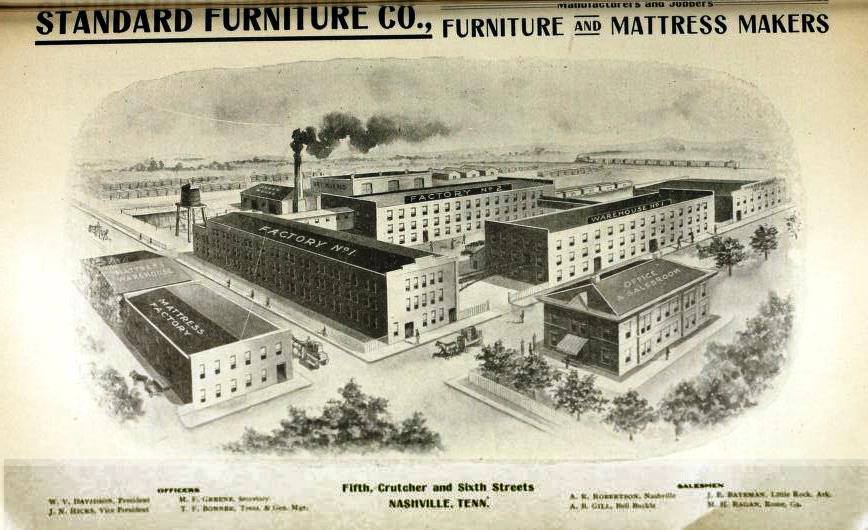 Manufacturers and Jobbers
STANDARD FURNITURE CO., FURNITURE AND MATTRESS MAKERS
FACTORY No 2
WAREHOUSE No 1
FACTORY No 1
OFFICE & SALESROOM
WAREHOUSE
MATTRESS FACTORY
Fifth, Crutcher and Sixth Streets
NASHVILLE, TENN.
OFFICERS
W. V. DAVIDSON, President
J. N. HICKS, Vice President
M. F. GREENE, Secretary
T. F. BONNER, Treas. & Gen. Mgr.
SALESMEN
A. R. ROBERTSON, Nashville
A. B. GILL, Bell Buckle
J. E. BATEMAN, Little Rock, Ark.
M. H. RAGAN, Rome, Ga.